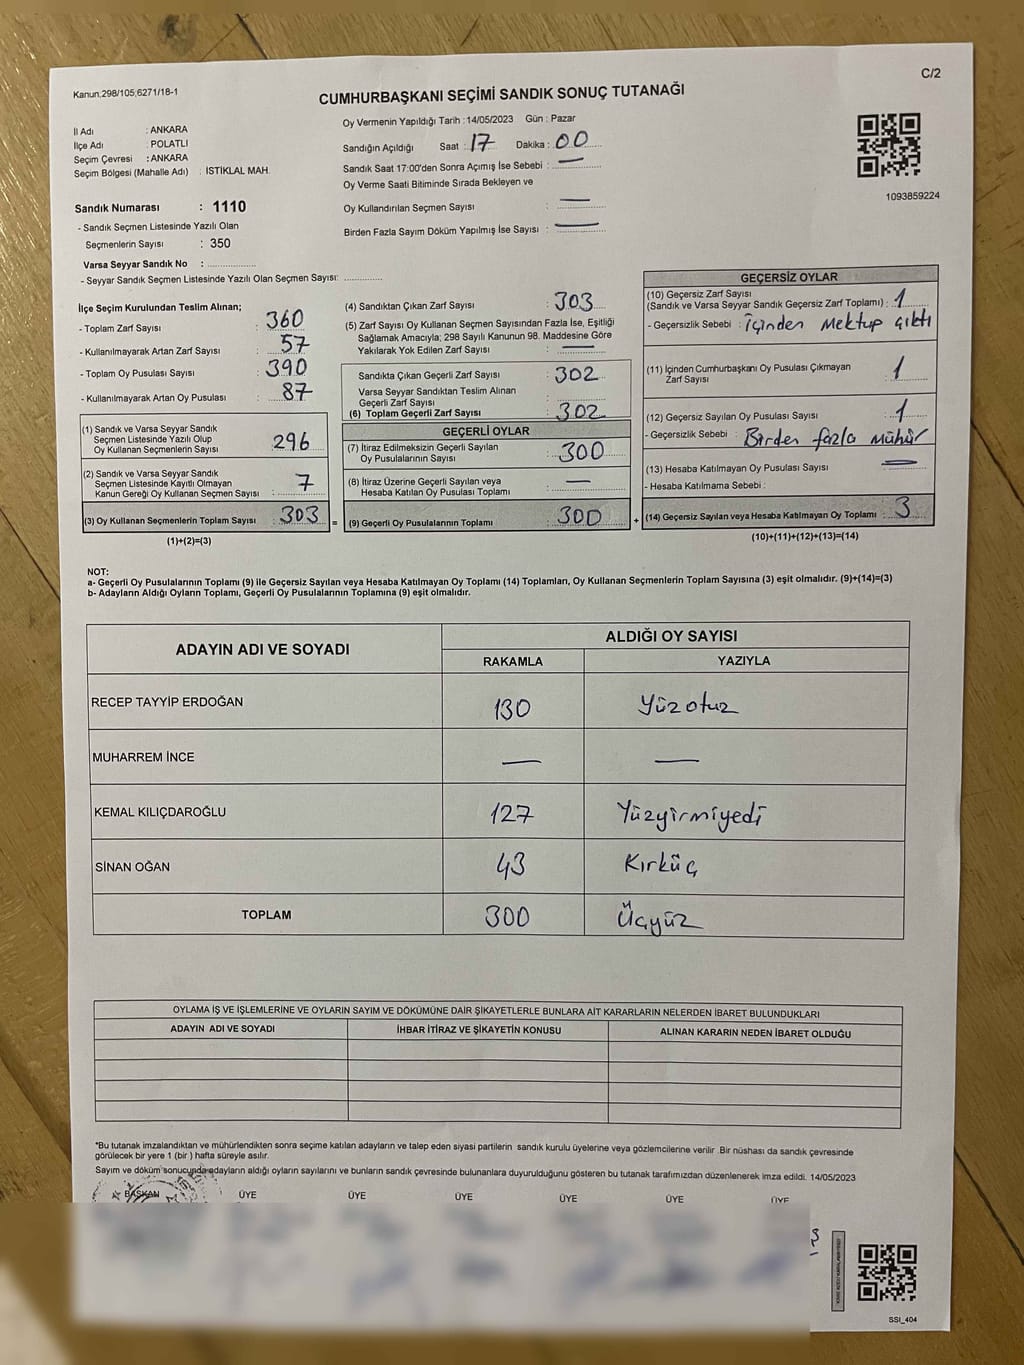 Kanun,298/105,6271/18-1
C/2
CUMHURBAŞKANI SEÇİMİ SANDIK SONUÇ TUTANAĞI
İl Adı : ANKARA
İlçe Adı : POLATLI
Seçim Çevresi : ANKARA
Seçim Bölgesi (Mahalle Adı) : İSTİKLAL MAH.
Sandık Numarası : 1110
- Sandık Seçmen Listesinde Yazılı Olan
Seçmenlerin Sayısı : 350
Varsa Seyyar Sandık No :
- Seyyar Sandık Seçmen Listesinde Yazılı Olan Seçmen Sayısı:
Oy Vermenin Yapıldığı Tarih : 14/05/2023 Gün : Pazar
Sandığın Açıldığı Saat : 17 Dakika : 00
Sandık Saat 17:00'den Sonra Açımış İse Sebebi : —
Oy Verme Saati Bitiminde Sırada Bekleyen ve
Oy Kullandırılan Seçmen Sayısı : —
Birden Fazla Sayım Döküm Yapılmış İse Sayısı : —
1093859224
İlçe Seçim Kurulundan Teslim Alınan;
- Toplam Zarf Sayısı : 360
- Kullanılmayarak Artan Zarf Sayısı : 57
- Toplam Oy Pusulası Sayısı : 390
- Kullanılmayarak Artan Oy Pusulası : 87
(1) Sandık ve Varsa Seyyar Sandık
Seçmen Listesinde Yazılı Olup
Oy Kullanan Seçmenlerin Sayısı : 296
(2) Sandık ve Varsa Seyyar Sandık
Seçmen Listesinde Kayıtlı Olmayan
Kanun Gereği Oy Kullanan Seçmen Sayısı : 7
(3) Oy Kullanan Seçmenlerin Toplam Sayısı : 303 =
(1)+(2)=(3)
(4) Sandıktan Çıkan Zarf Sayısı : 303
(5) Zarf Sayısı Oy Kullanan Seçmen Sayısından Fazla İse, Eşitliği
Sağlamak Amacıyla; 298 Sayılı Kanunun 98. Maddesine Göre
Yakılarak Yok Edilen Zarf Sayısı : —
Sandıkta Çıkan Geçerli Zarf Sayısı : 302
Varsa Seyyar Sandıktan Teslim Alınan
Geçerli Zarf Sayısı :
(6) Toplam Geçerli Zarf Sayısı : 302
GEÇERLİ OYLAR
(7) İtiraz Edilmeksizin Geçerli Sayılan
Oy Pusulalarının Sayısı : 300
(8) İtiraz Üzerine Geçerli Sayılan veya
Hesaba Katılan Oy Pusulası Toplamı : —
(9) Geçerli Oy Pusulalarının Toplamı : 300 +
GEÇERSİZ OYLAR
(10) Geçersiz Zarf Sayısı
(Sandık ve Varsa Seyyar Sandık Geçersiz Zarf Toplamı) : 1
- Geçersizlik Sebebi : İçinden Mektup çıktı
(11) İçinden Cumhurbaşkanı Oy Pusulası Çıkmayan
Zarf Sayısı : 1
(12) Geçersiz Sayılan Oy Pusulası Sayısı : 1
- Geçersizlik Sebebi : Birden fazla mühür
(13) Hesaba Katılmayan Oy Pusulası Sayısı : —
- Hesaba Katılmama Sebebi :
(14) Geçersiz Sayılan veya Hesaba Katılmayan Oy Toplamı : 3
(10)+(11)+(12)+(13)=(14)
NOT:
a- Geçerli Oy Pusulalarının Toplamı (9) ile Geçersiz Sayılan veya Hesaba Katılmayan Oy Toplamı (14) Toplamları, Oy Kullanan Seçmenlerin Toplam Sayısına (3) eşit olmalıdır. (9)+(14)=(3)
b- Adayların Aldığı Oyların Toplamı, Geçerli Oy Pusulalarının Toplamına (9) eşit olmalıdır.
ADAYIN ADI VE SOYADI ALDIĞI OY SAYISI
RAKAMLA YAZIYLA
RECEP TAYYİP ERDOĞAN 130 Yüzotuz
MUHARREM İNCE — —
KEMAL KILIÇDAROĞLU 127 Yüzyirmiyedi
SİNAN OĞAN 43 Kırküç
TOPLAM 300 Üçyüz
OYLAMA İŞ VE İŞLEMLERİNE VE OYLARIN SAYIM VE DÖKÜMÜNE DAİR ŞİKAYETLERLE BUNLARA AİT KARARLARIN NELERDEN İBARET BULUNDUKLARI
ADAYIN ADI VE SOYADI İHBAR İTİRAZ VE ŞİKAYETİN KONUSU ALINAN KARARIN NEDEN İBARET OLDUĞU
*Bu tutanak imzalandıktan ve mühürlendikten sonra seçime katılan adayların ve talep eden siyasi partilerin sandık kurulu üyelerine veya gözlemcilerine verilir .Bir nüshası da sandık çevresinde
görülecek bir yere 1 (bir ) hafta süreyle asılır.
Sayım ve döküm sonucunda adayların aldığı oyların sayılarını ve bunların sandık çevresinde bulunanlara duyurulduğunu gösteren bu tutanak tarafımızdan düzenlenerek imza edildi. 14/05/2023
BAŞKAN ÜYE ÜYE ÜYE ÜYE ÜYE ÜYE
SSI_404